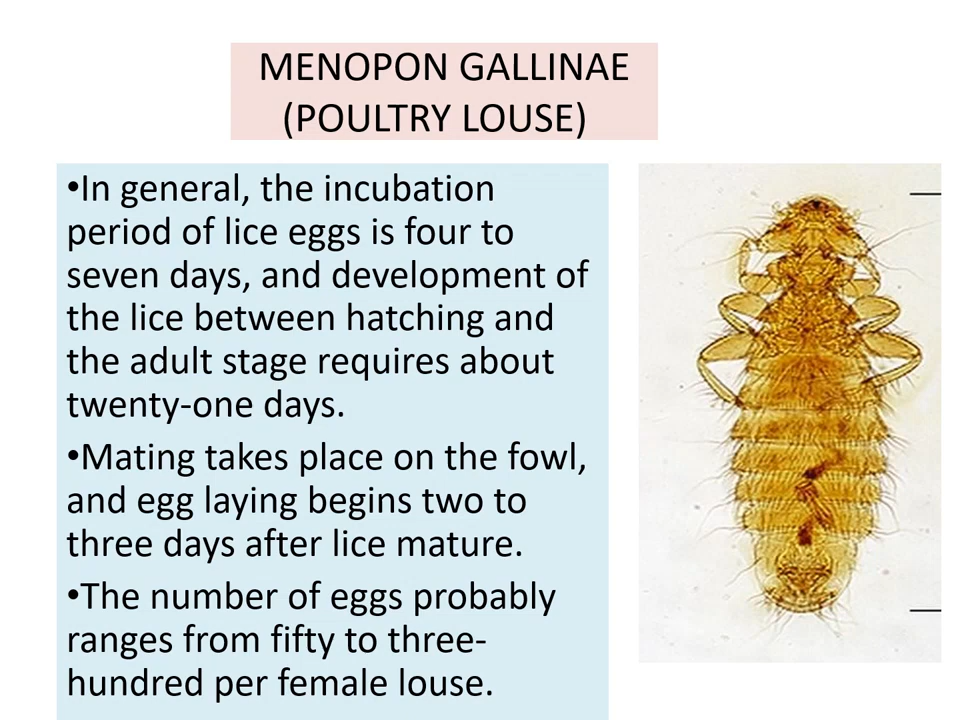 MENOPON GALLINAE
(POULTRY LOUSE)
•In general, the incubation
period of lice eggs is four to
seven days, and development of
the lice between hatching and
the adult stage requires about
twenty-one days.
•Mating takes place on the fowl,
and egg laying begins two to
three days after lice mature.
•The number of eggs probably
ranges from fifty to three-
hundred per female louse.